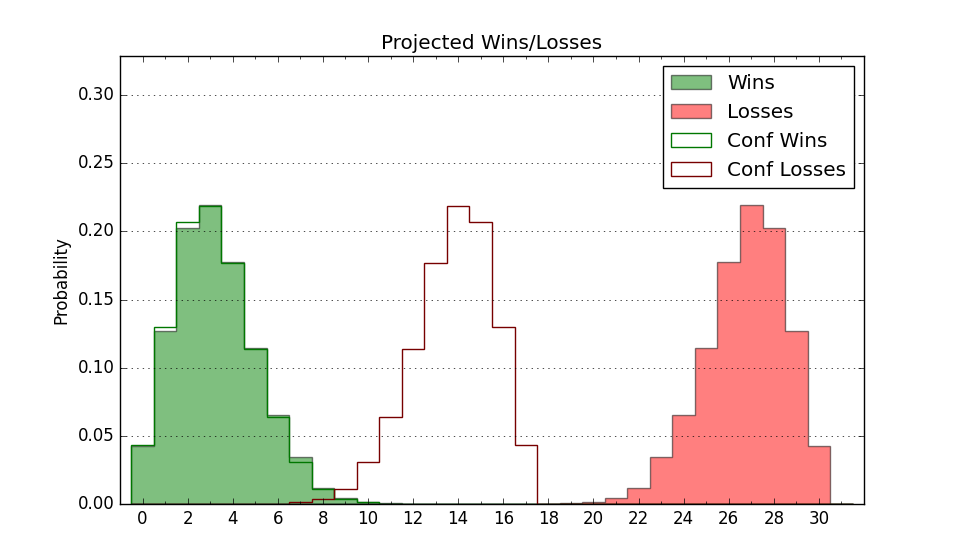 Projected Wins/Losses
Wins
Losses
Conf Wins
Conf Losses
Probability
0.30
0.25
0.20
0.15
0.10
0.05
0.00
0 2 4 6 8 10 12 14 16 18 20 22 24 26 28 30